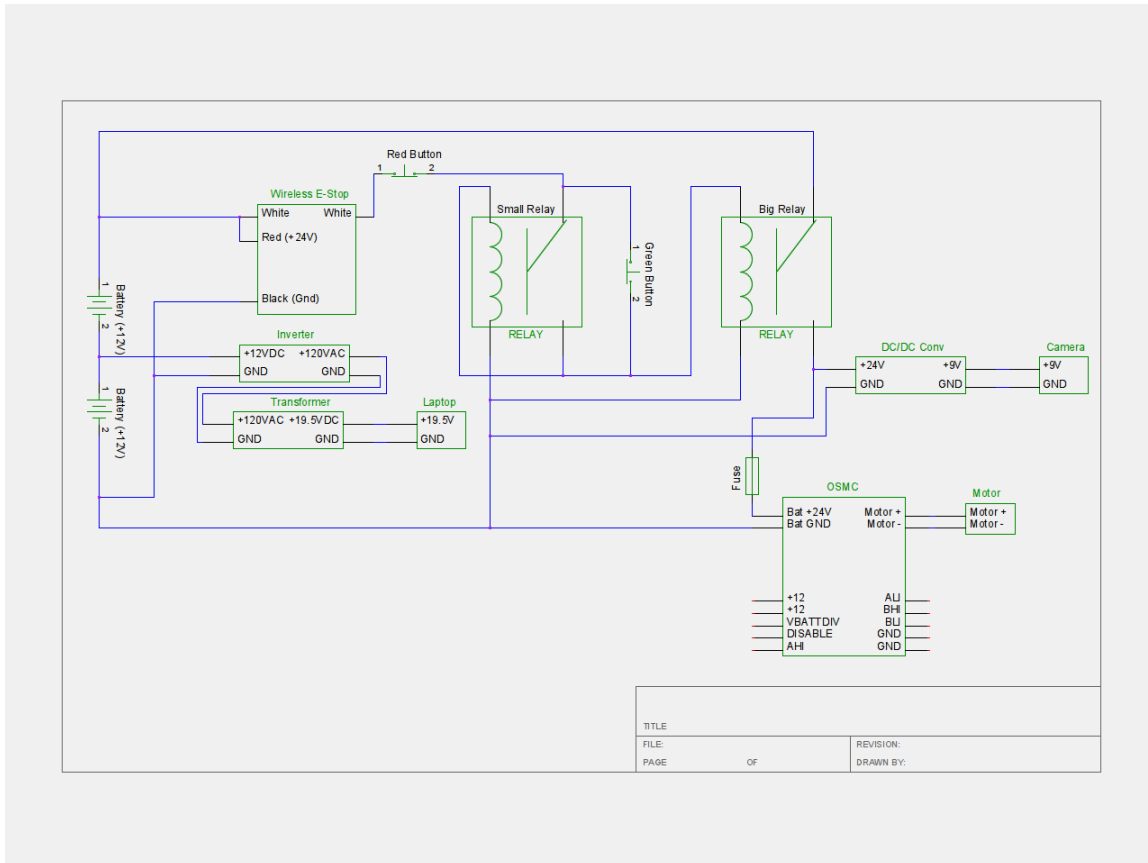 Red Button
1 2
Wireless E-Stop
White White
Red (+24V)
Black (Gnd)
Small Relay
RELAY
1
Green Button
2
Big Relay
RELAY
1
Battery (+12V)
2
1
Battery (+12V)
2
Inverter
+12VDC +120VAC
GND GND
Transformer
+120VAC +19.5VDC
GND GND
Laptop
+19.5V
GND
DC/DC Conv
+24V +9V
GND GND
Camera
+9V
GND
Fuse
OSMC
Bat +24V Motor +
Bat GND Motor -
+12 ALI
+12 BHI
VBATTDIV BLI
DISABLE GND
AHI GND
Motor
Motor +
Motor -
TITLE
FILE: REVISION:
PAGE OF DRAWN BY: